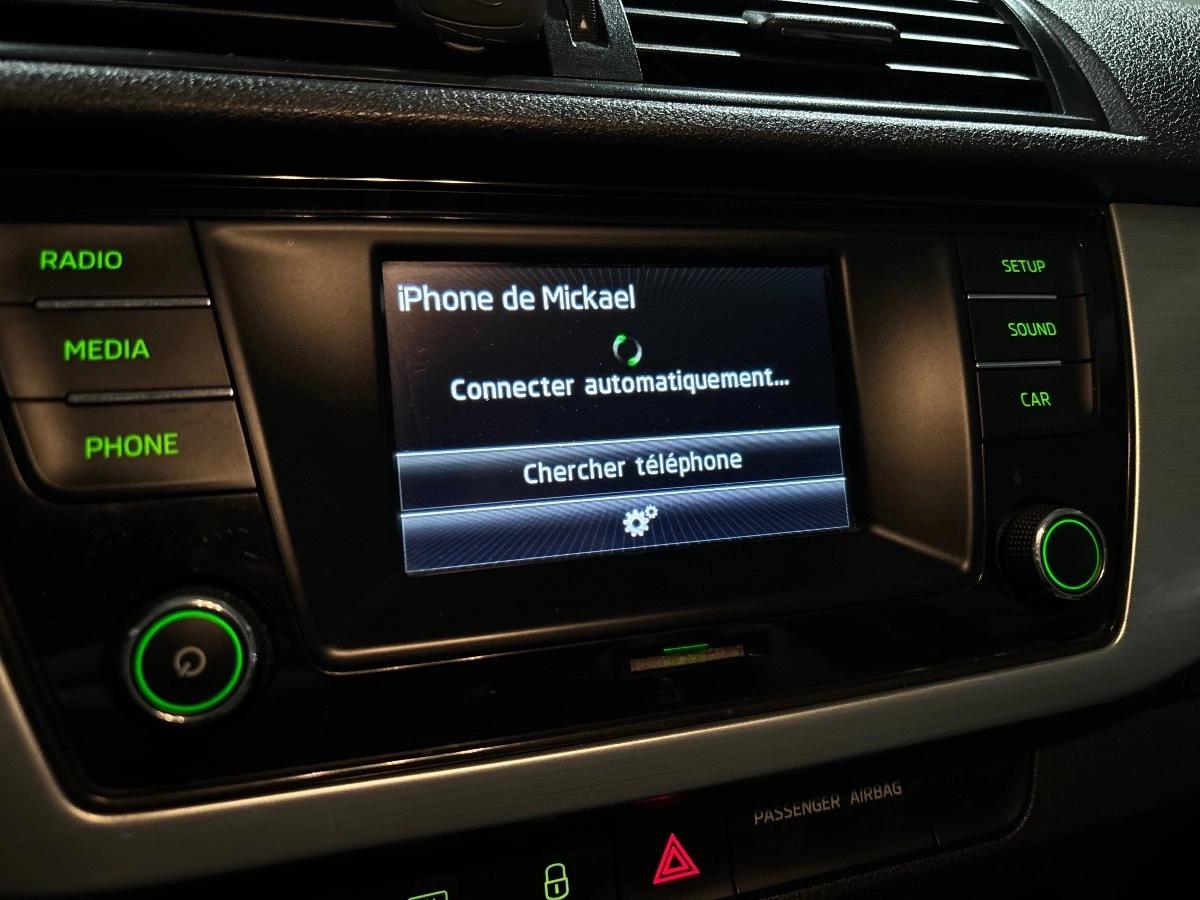 RADIO
MEDIA
PHONE
iPhone de Mickael
Connecter automatiquement...
Chercher téléphone
SETUP
SOUND
CAR
PASSENGER AIRBAG